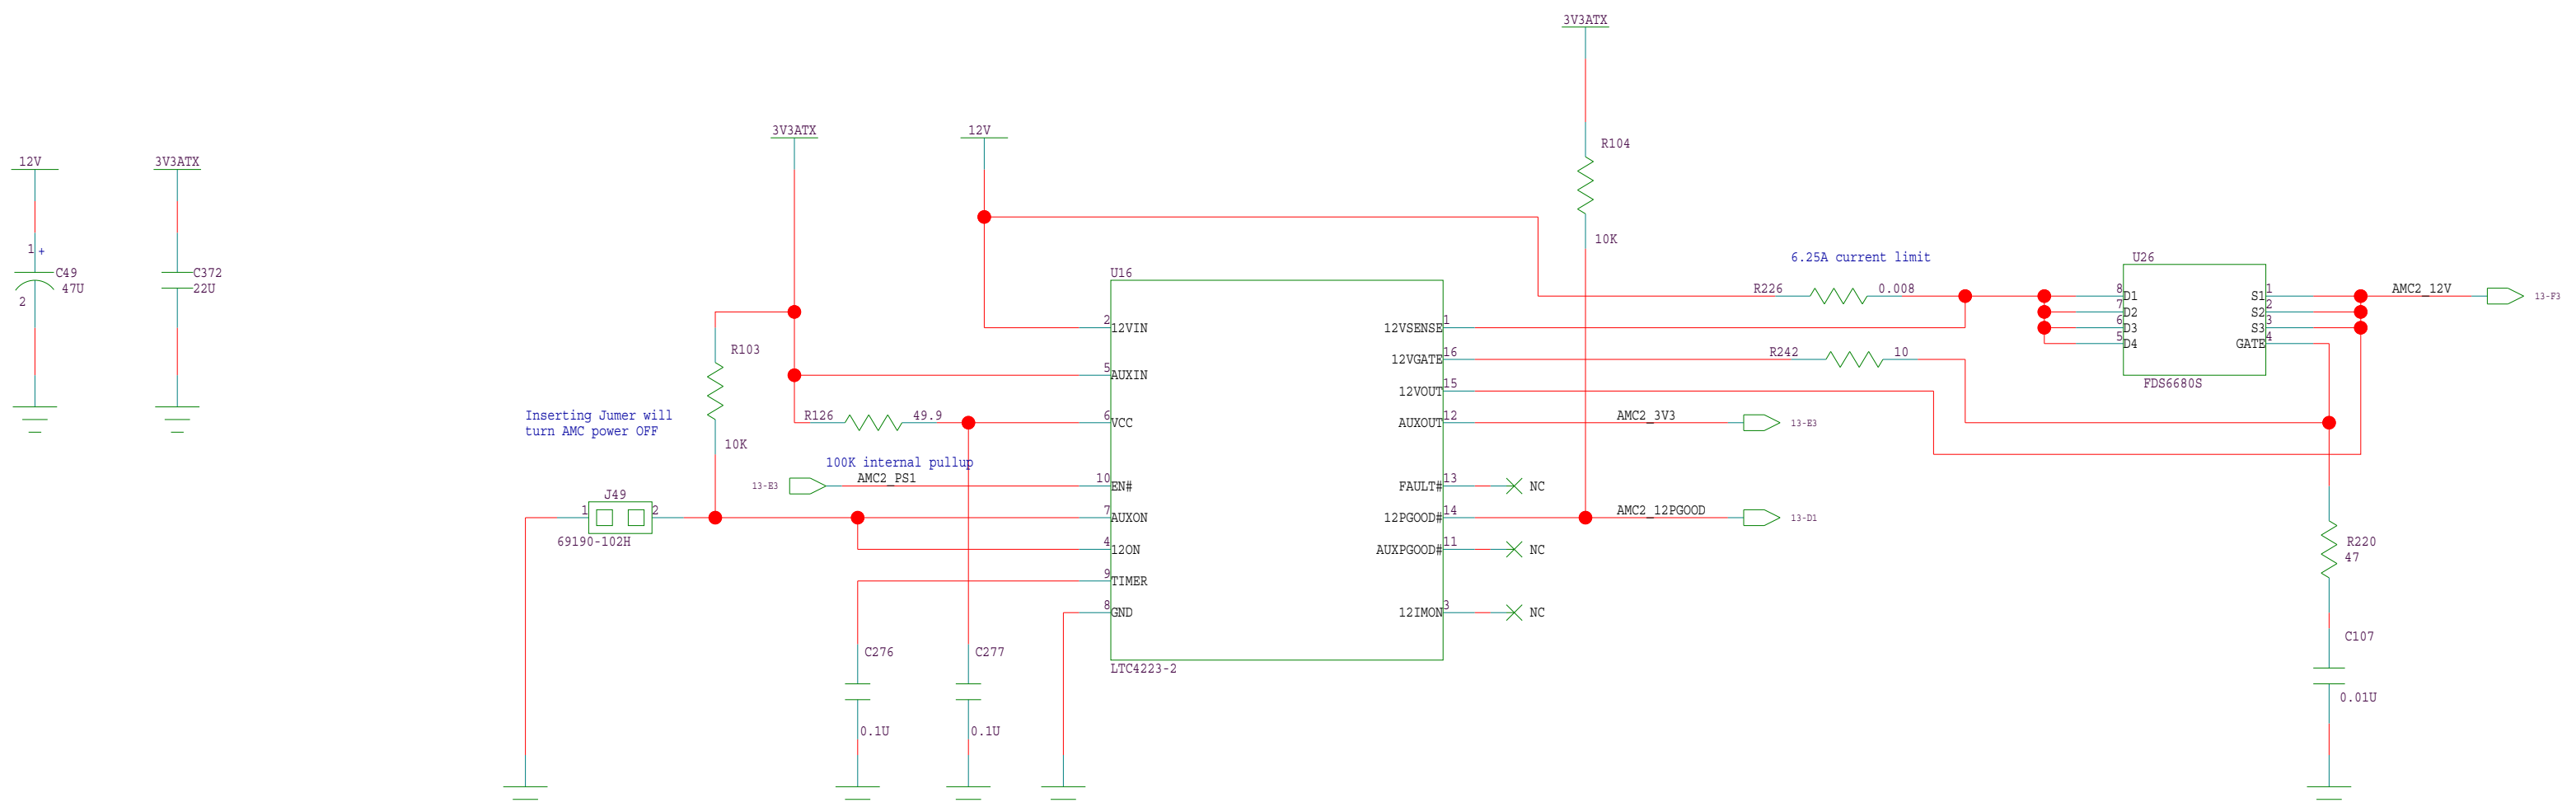 3V3ATX
R104
10K
3V3ATX
12V
12V
3V3ATX
1
+
C49
47U
2
C372
22U
6.25A current limit
R226
0.008
U26
8
D1
7
D2
6
D3
5
D4
S1
1
S2
2
S3
3
GATE
4
FDS6680S
AMC2_12V
13-F3
U16
2
12VIN
5
AUXIN
6
VCC
10
EN#
7
AUXON
4
12ON
9
TIMER
8
GND
12VSENSE
1
12VGATE
16
12VOUT
15
AUXOUT
12
FAULT#
13
12PGOOD#
14
AUXPGOOD#
11
12IMON
3
LTC4223-2
R103
10K
R126
49.9
R242
10
AMC2_3V3
13-E3
Inserting Jumer will
turn AMC power OFF
100K internal pullup
13-E3
AMC2_PS1
NC
J49
1
2
69190-102H
AMC2_12PGOOD
13-D1
NC
NC
R220
47
C107
0.01U
C276
0.1U
C277
0.1U